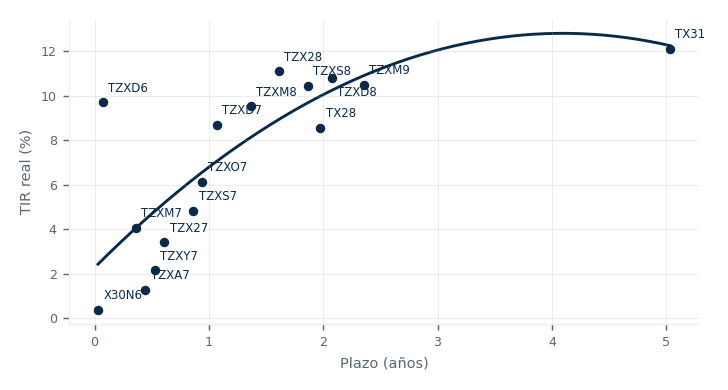 TX31
12
TZX28
TZXS8
TZXM9
TZXD6
TZXM8
TZXD8
10
TZXD7
TX28
8
TZXO7
TIR real (%)
6
TZXS7
TZXM7
4
TZX27
TZXY7
2
TZXA7
X30N6
0
0 1 2 3 4 5
Plazo (años)